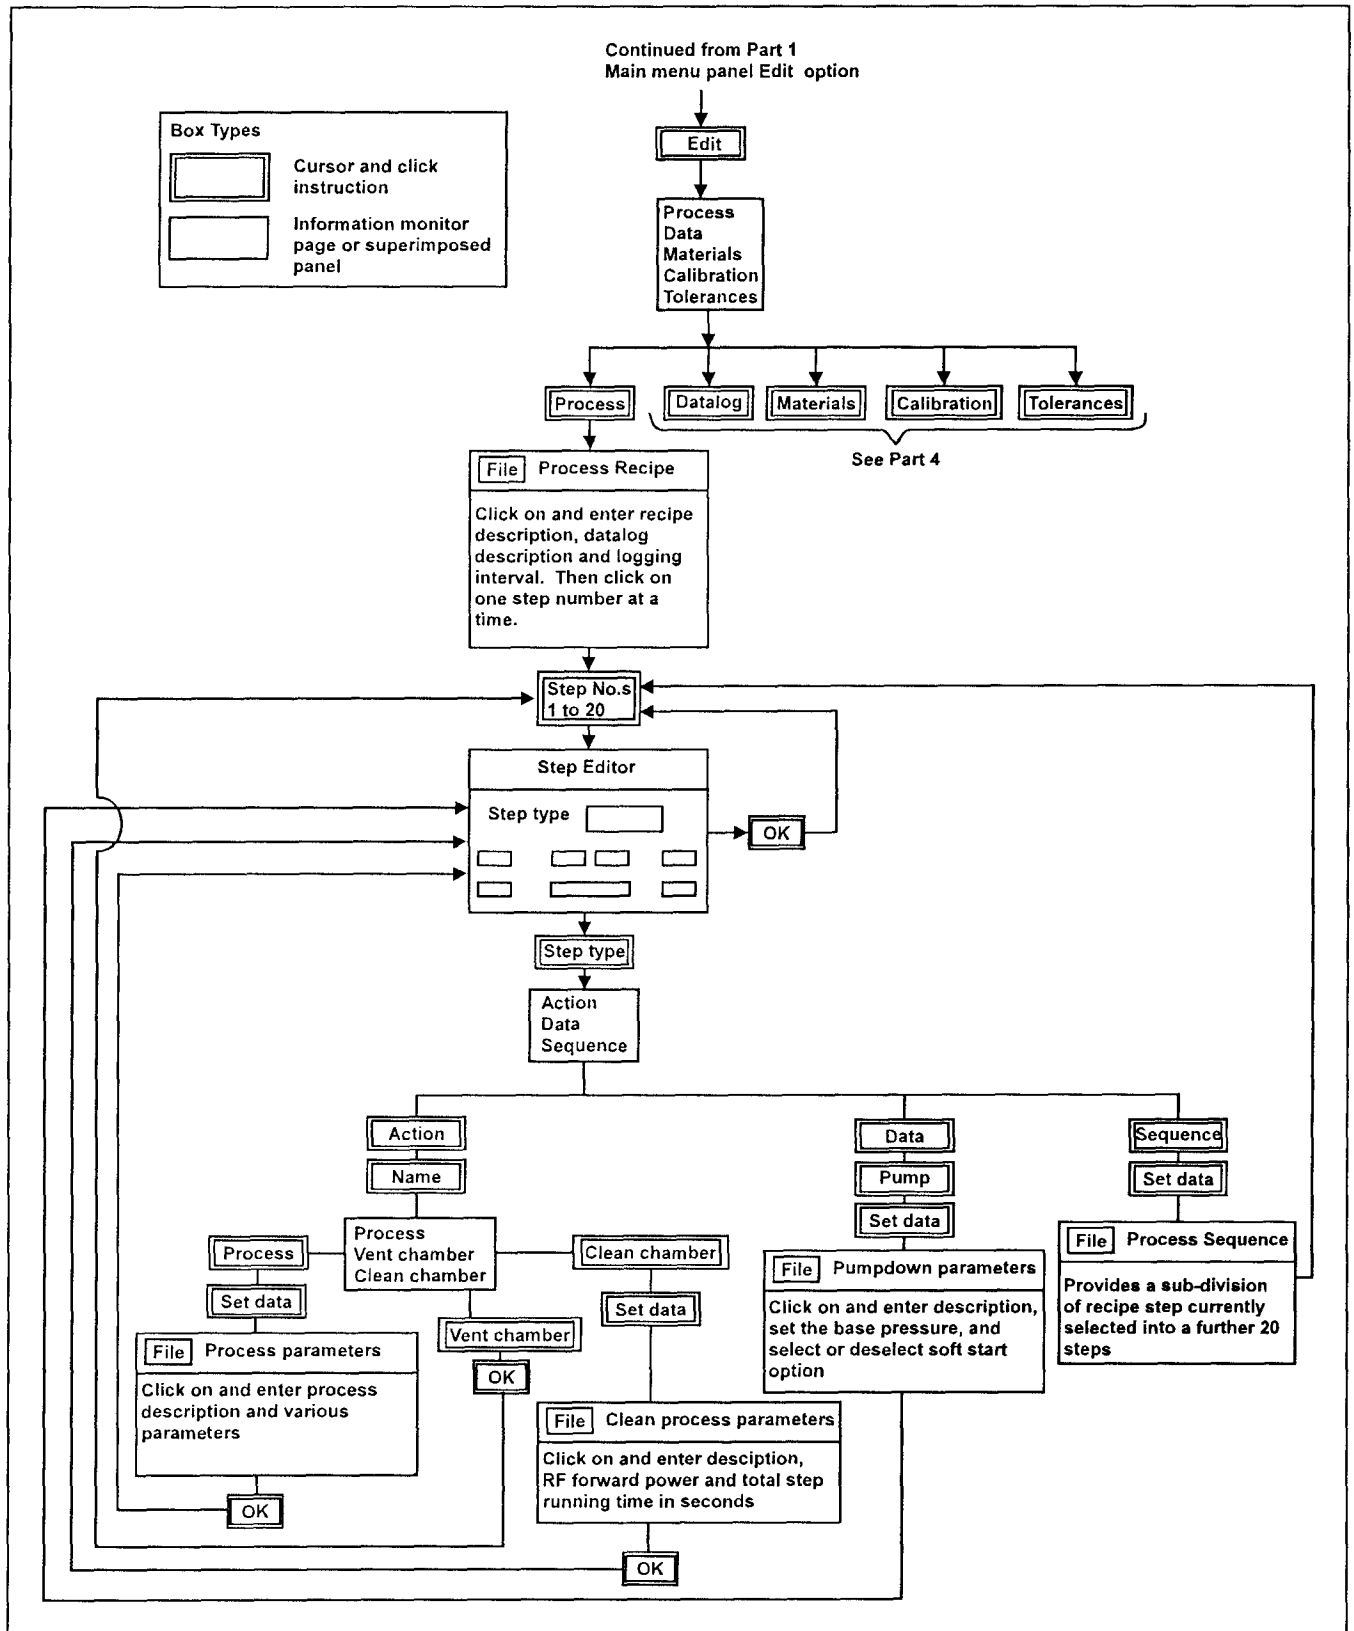 Continued from Part 1
Main menu panel Edit option
Box Types
Cursor and click
instruction
Information monitor
page or superimposed
panel
Edit
Process
Data
Materials
Calibration
Tolerances
Process
Datalog
Materials
Calibration
Tolerances
See Part 4
File Process Recipe
Click on and enter recipe
description, datalog
description and logging
interval. Then click on
one step number at a
time.
Step No.s
1 to 20
Step Editor
Step type
OK
Step type
Action
Data
Sequence
Action
Name
Data
Pump
Set data
Sequence
Set data
Process
Vent chamber
Clean chamber
Process
Set data
Clean chamber
Set data
Vent chamber
OK
File Process parameters
Click on and enter process
description and various
parameters
OK
File Clean process parameters
Click on and enter desciption,
RF forward power and total step
running time in seconds
OK
File Pumpdown parameters
Click on and enter description,
set the base pressure, and
select or deselect soft start
option
File Process Sequence
Provides a sub-division
of recipe step currently
selected into a further 20
steps